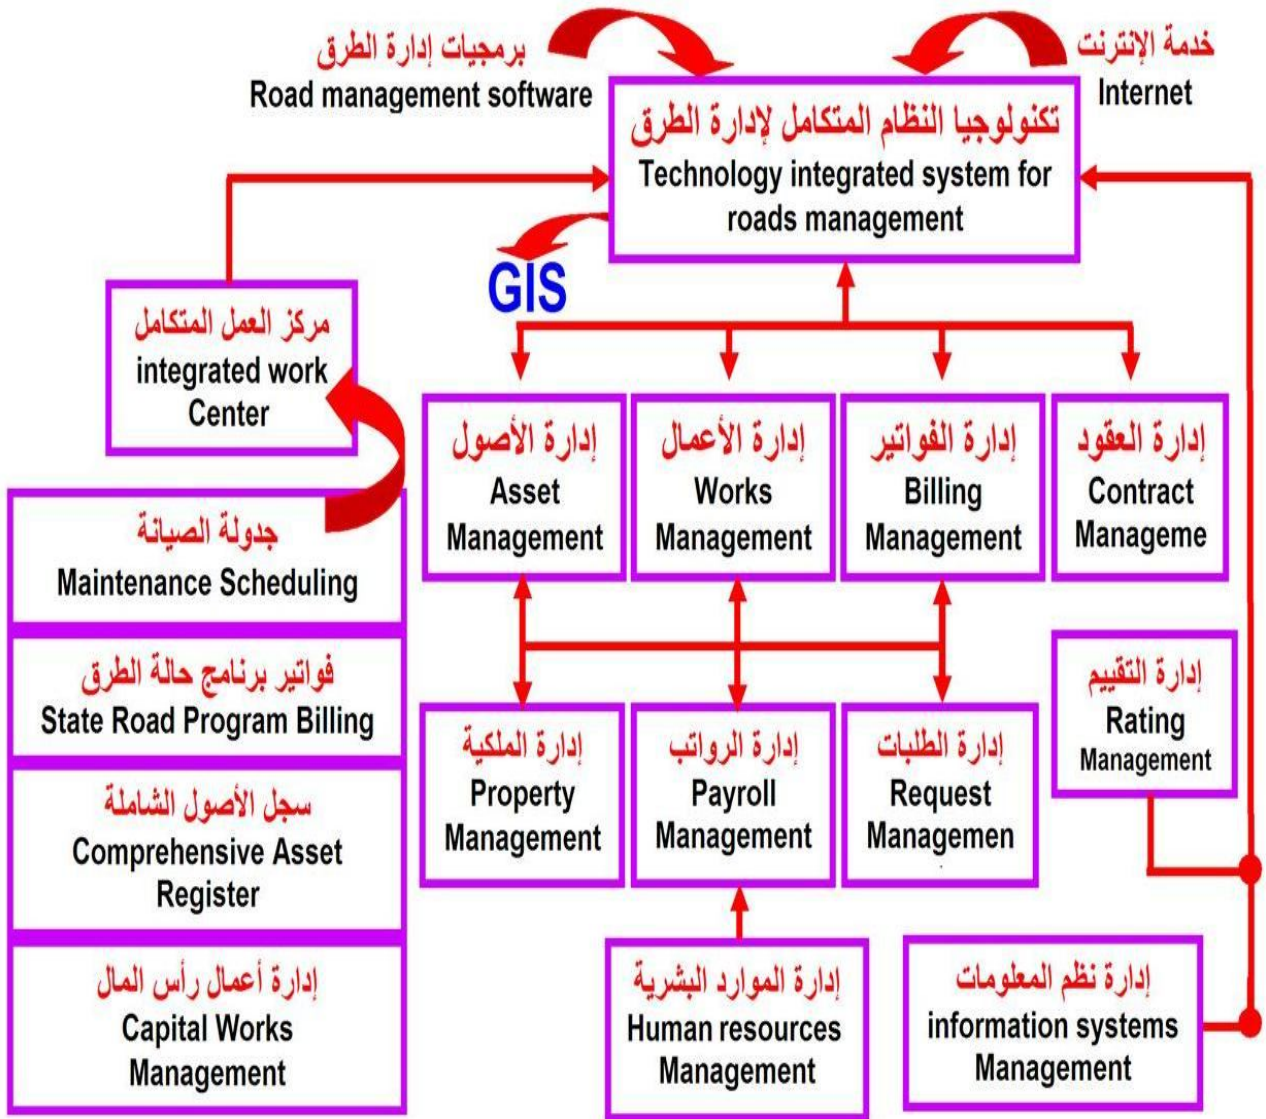 برمجيات إدارة الطرق
Road management software
خدمة الإنترنت
Internet
تكنولوجيا النظام المتكامل لإدارة الطرق
Technology integrated system for
roads management
GIS
مركز العمل المتكامل
integrated work
Center
إدارة الأصول
Asset
Management
إدارة الأعمال
Works
Management
إدارة الفواتير
Billing
Management
إدارة العقود
Contract
Manageme
جدولة الصيانة
Maintenance Scheduling
فواتير برنامج حالة الطرق
State Road Program Billing
سجل الأصول الشاملة
Comprehensive Asset
Register
إدارة أعمال رأس المال
Capital Works
Management
إدارة الملكية
Property
Management
إدارة الرواتب
Payroll
Management
إدارة الطلبات
Request
Managemen
إدارة التقييم
Rating
Management
إدارة الموارد البشرية
Human resources
Management
إدارة نظم المعلومات
information systems
Management